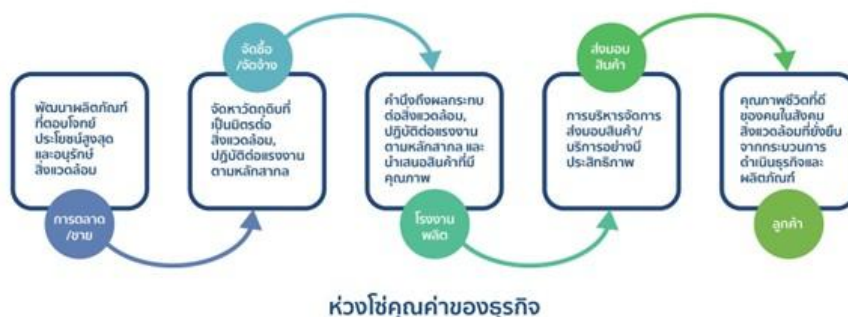 พัฒนาผลิตภัณฑ์
ที่ตอบโจทย์
ประโยชน์สูงสุด
และอนุรักษ์
สิ่งแวดล้อม
การตลาด
/ขาย
จัดซื้อ
/จัดจ้าง
จัดหาวัตถุดิบที่
เป็นมิตรต่อ
สิ่งแวดล้อม,
ปฏิบัติต่อแรงงาน
ตามหลักสากล
คำนึงถึงผลกระทบ
ต่อสิ่งแวดล้อม,
ปฏิบัติต่อแรงงาน
ตามหลักสากล และ
นำเสนอสินค้าที่มี
คุณภาพ
โรงงาน
ผลิต
ส่งมอบ
สินค้า
การบริหารจัดการ
ส่งมอบสินค้า/
บริการอย่างมี
ประสิทธิภาพ
คุณภาพชีวิตที่ดี
ของคนในสังคม
สิ่งแวดล้อมที่ยั่งยืน
จากกระบวนการ
ดำเนินธุรกิจและ
ผลิตภัณฑ์
ลูกค้า
ห่วงโซ่คุณค่าของธุรกิจ